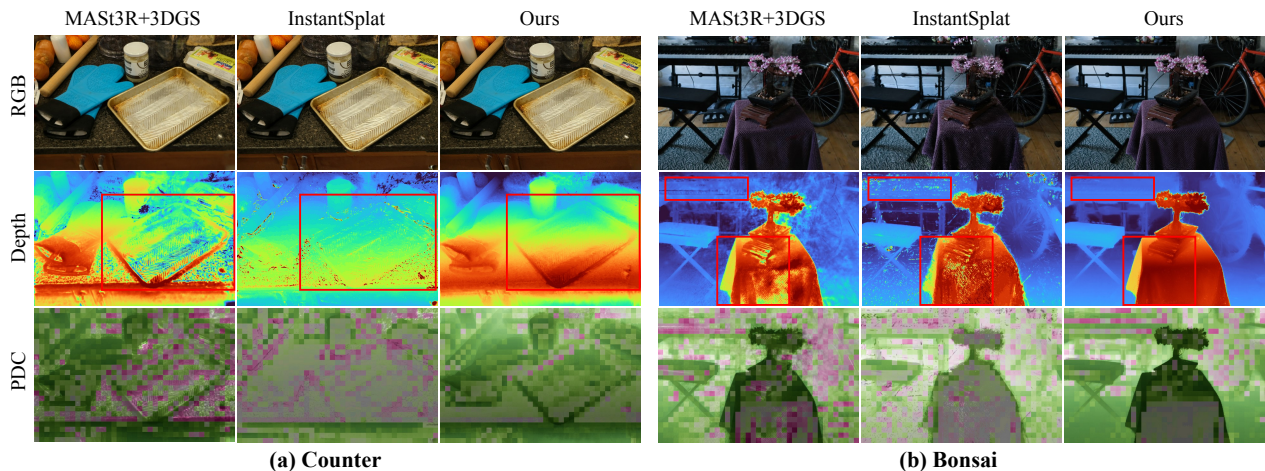 MASt3R+3DGS InstantSplat Ours MASt3R+3DGS InstantSplat Ours
RGB
Depth
PDC
(a) Counter (b) Bonsai